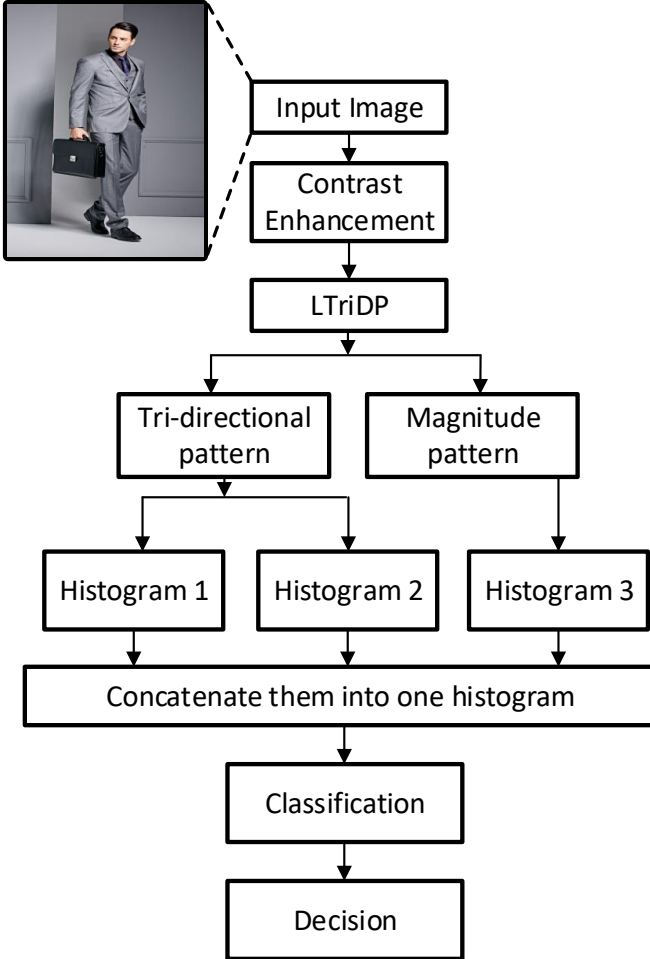 Input Image
Contrast
Enhancement
LTriDP
Tri-directional
pattern
Magnitude
pattern
Histogram 1
Histogram 2
Histogram 3
Concatenate them into one histogram
Classification
Decision